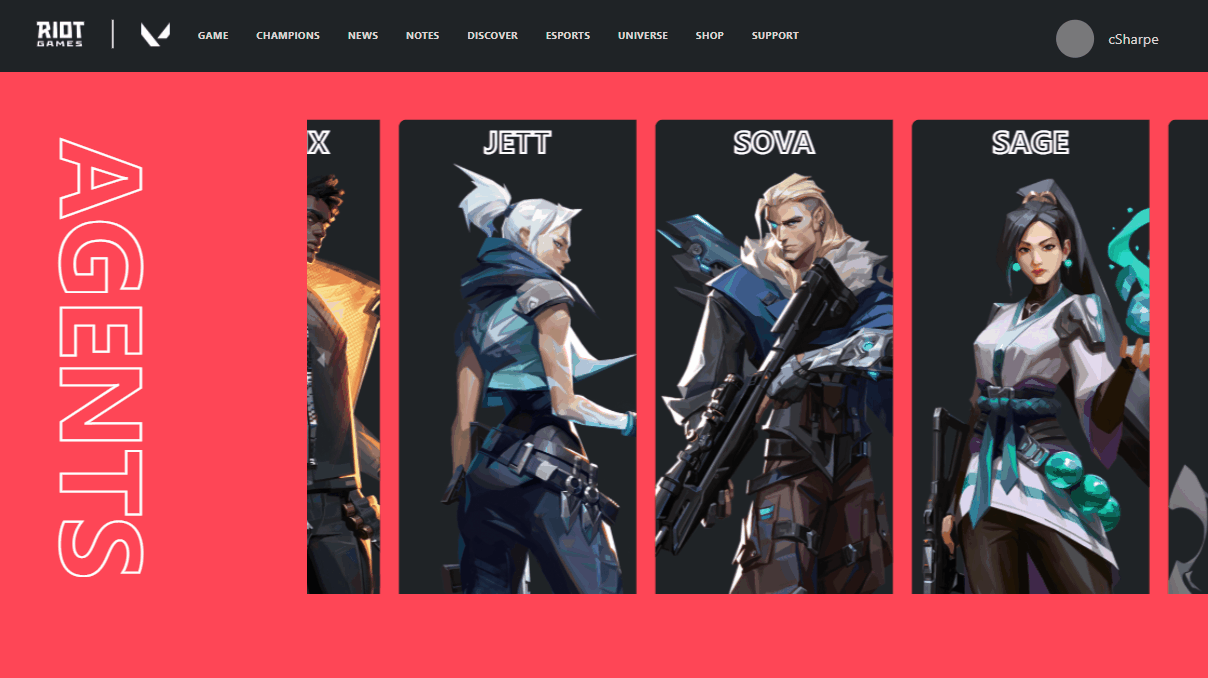 RIOT
GAMES
GAME CHAMPIONS NEWS NOTES DISCOVER ESPORTS UNIVERSE SHOP SUPPORT
cSharpe
AGENTS
X
JETT
SOVA
SAGE